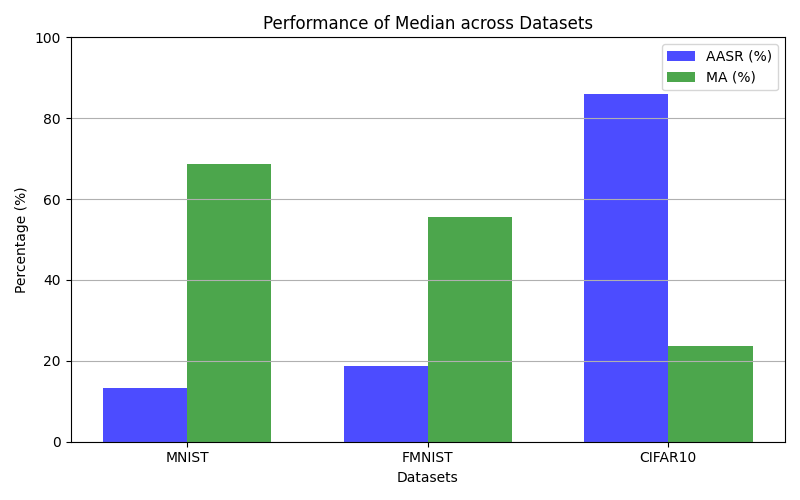 Performance of Median across Datasets
AASR (%)
MA (%)
Percentage (%)
100
80
60
40
20
0
MNIST
FMNIST
CIFAR10
Datasets